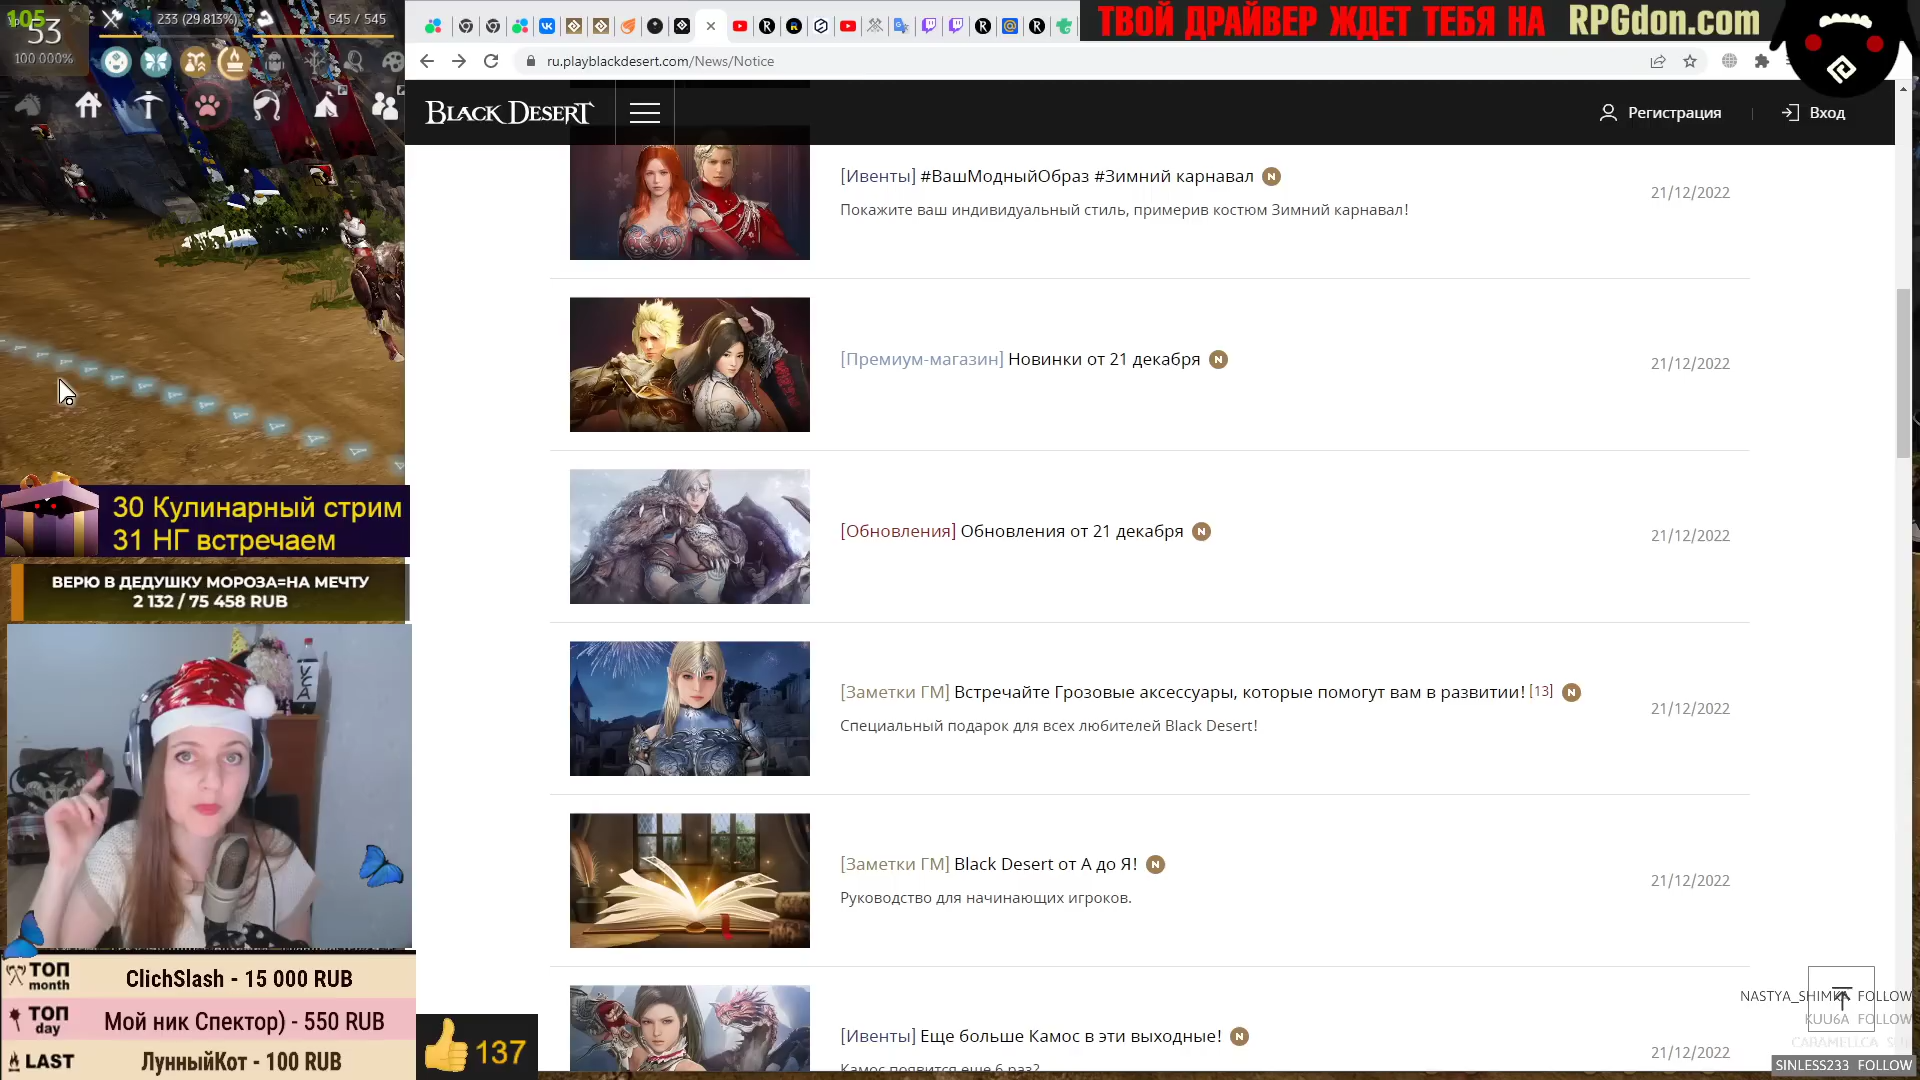 105
53
100 000%
233 (29.813%)
545 / 545
ТВОЙ ДРАЙВЕР ЖДЕТ ТЕБЯ НА RPGdon.com
ru.playblackdesert.com/News/Notice
BLACK DESERT
Регистрация
Вход
[Ивенты] #ВашМодныйОбраз #Зимний карнавал N
Покажите ваш индивидуальный стиль, примерив костюм Зимний карнавал!
21/12/2022
[Премиум-магазин] Новинки от 21 декабря N
21/12/2022
[Обновления] Обновления от 21 декабря N
21/12/2022
[Заметки ГМ] Встречайте Грозовые аксессуары, которые помогут вам в развитии! [13] N
Специальный подарок для всех любителей Black Desert!
21/12/2022
[Заметки ГМ] Black Desert от А до Я! N
Руководство для начинающих игроков.
21/12/2022
[Ивенты] Еще больше Камос в эти выходные! N
Камос появится еще 6 раз?
21/12/2022
30 Кулинарный стрим
31 НГ встречаем
ВЕРЮ В ДЕДУШКУ МОРОЗА=НА МЕЧТУ
2 132 / 75 458 RUB
УСА
ТОП month
ClichSlash - 15 000 RUB
ТОП day
Мой ник Спектор) - 550 RUB
LAST
ЛунныйКот - 100 RUB
137
FOLLOW
KUU6A FOLLOW
SINLESS233 FOLLOW